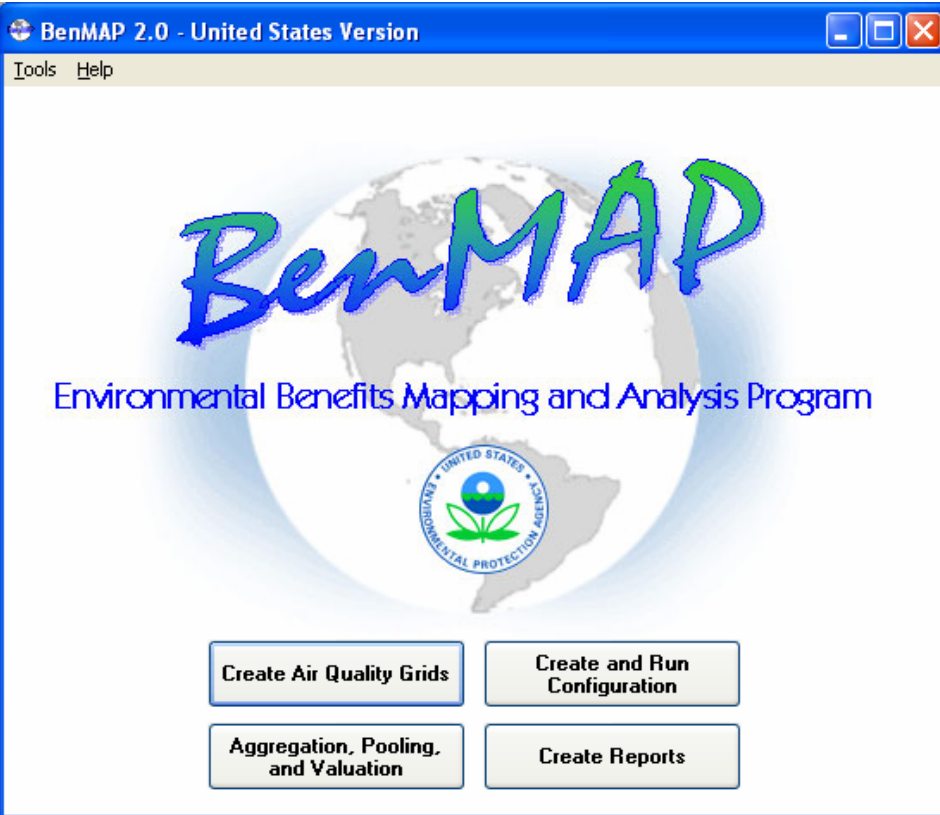 BenMAP 2.0 - United States Version
Tools Help
BenMAP
Environmental Benefits Mapping and Analysis Program
UNITED STATES
ENVIRONMENTAL PROTECTION AGENCY
Create Air Quality Grids
Create and Run
Configuration
Aggregation, Pooling,
and Valuation
Create Reports